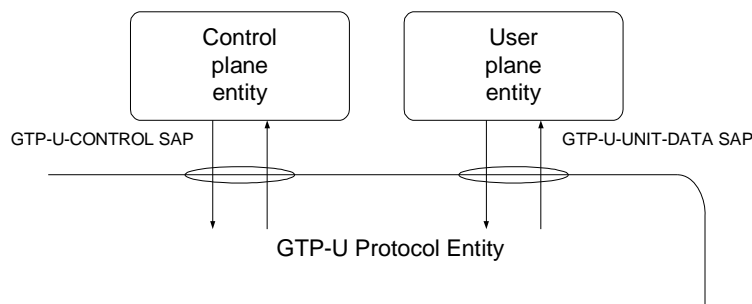 Control
plane
entity
User
plane
entity
GTP-U-CONTROL SAP
GTP-U-UNIT-DATA SAP
GTP-U Protocol Entity